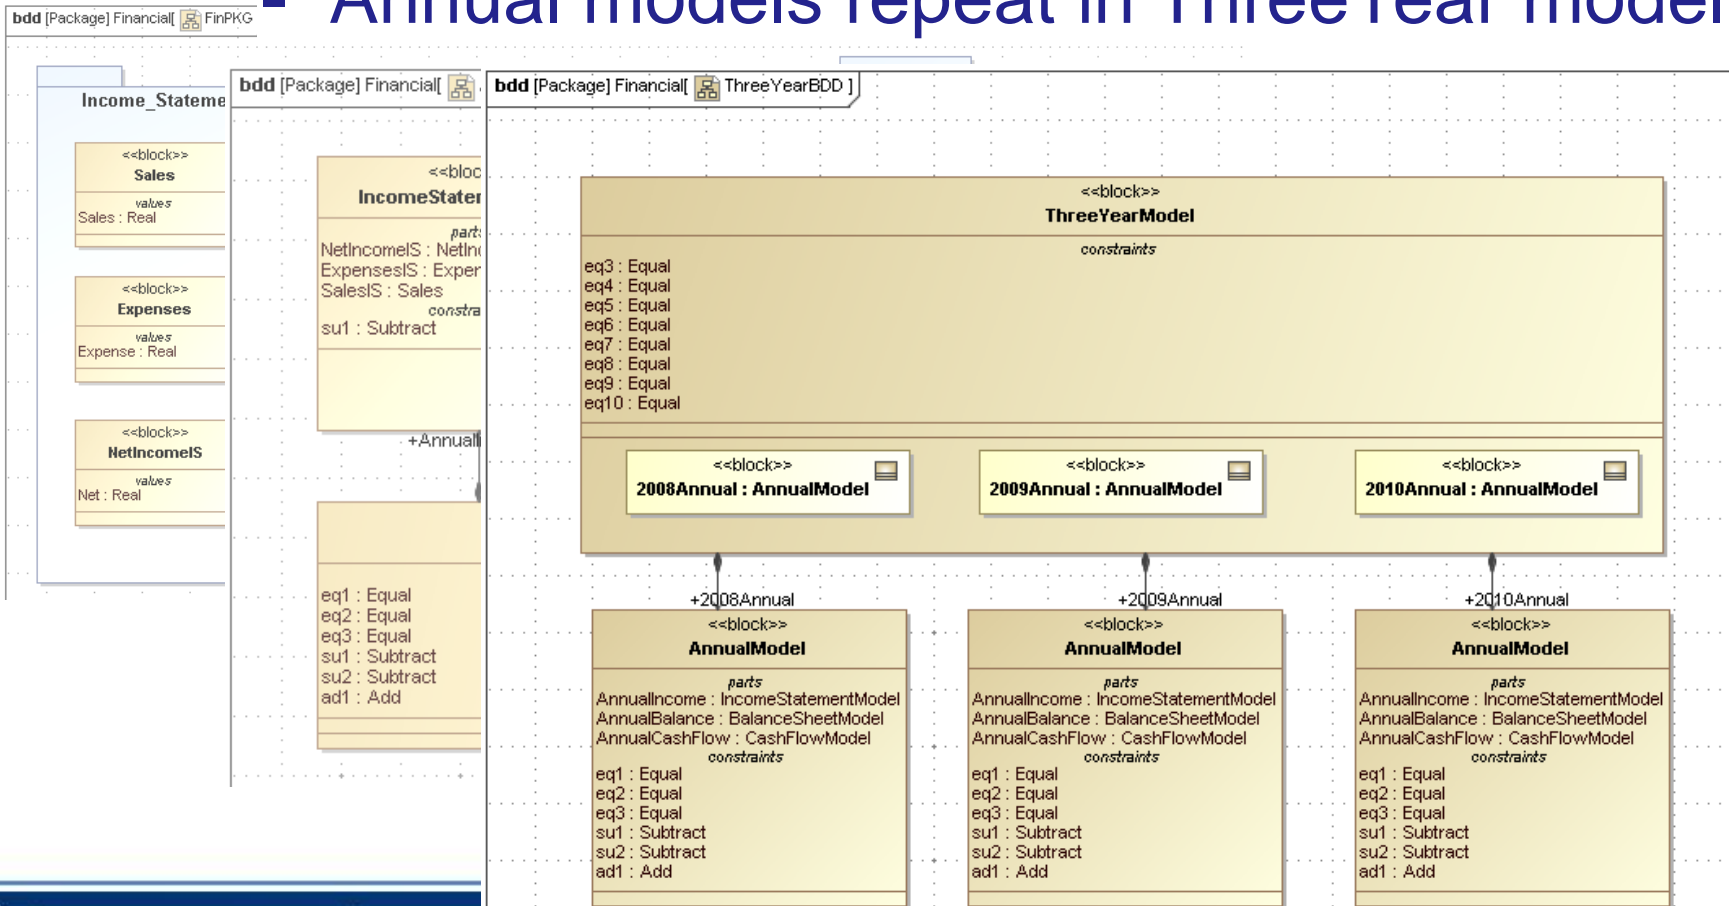 Annual models repeat in ThreeYear model
bdd [Package] Financial[ FinPKG
Income_Stateme
<<block>>
Sales
values
Sales : Real
<<block>>
Expenses
values
Expense : Real
<<block>>
NetIncomeIS
values
Net : Real
bdd [Package] Financial[
<<bloc
IncomeStater
parts
NetIncomeIS : NetInc
ExpensesIS : Exper
SalesIS : Sales
constra
su1 : Subtract
+AnnualI
eq1 : Equal
eq2 : Equal
eq3 : Equal
su1 : Subtract
su2 : Subtract
ad1 : Add
bdd [Package] Financial[ ThreeYearBDD ]
<<block>>
ThreeYearModel
constraints
eq3 : Equal
eq4 : Equal
eq5 : Equal
eq6 : Equal
eq7 : Equal
eq8 : Equal
eq9 : Equal
eq10 : Equal
<<block>>
2008Annual : AnnualModel
<<block>>
2009Annual : AnnualModel
<<block>>
2010Annual : AnnualModel
+2008Annual
<<block>>
AnnualModel
parts
AnnualIncome : IncomeStatementModel
AnnualBalance : BalanceSheetModel
AnnualCashFlow : CashFlowModel
constraints
eq1 : Equal
eq2 : Equal
eq3 : Equal
su1 : Subtract
su2 : Subtract
ad1 : Add
+2009Annual
<<block>>
AnnualModel
parts
AnnualIncome : IncomeStatementModel
AnnualBalance : BalanceSheetModel
AnnualCashFlow : CashFlowModel
constraints
eq1 : Equal
eq2 : Equal
eq3 : Equal
su1 : Subtract
su2 : Subtract
ad1 : Add
+2010Annual
<<block>>
AnnualModel
parts
AnnualIncome : IncomeStatementModel
AnnualBalance : BalanceSheetModel
AnnualCashFlow : CashFlowModel
constraints
eq1 : Equal
eq2 : Equal
eq3 : Equal
su1 : Subtract
su2 : Subtract
ad1 : Add